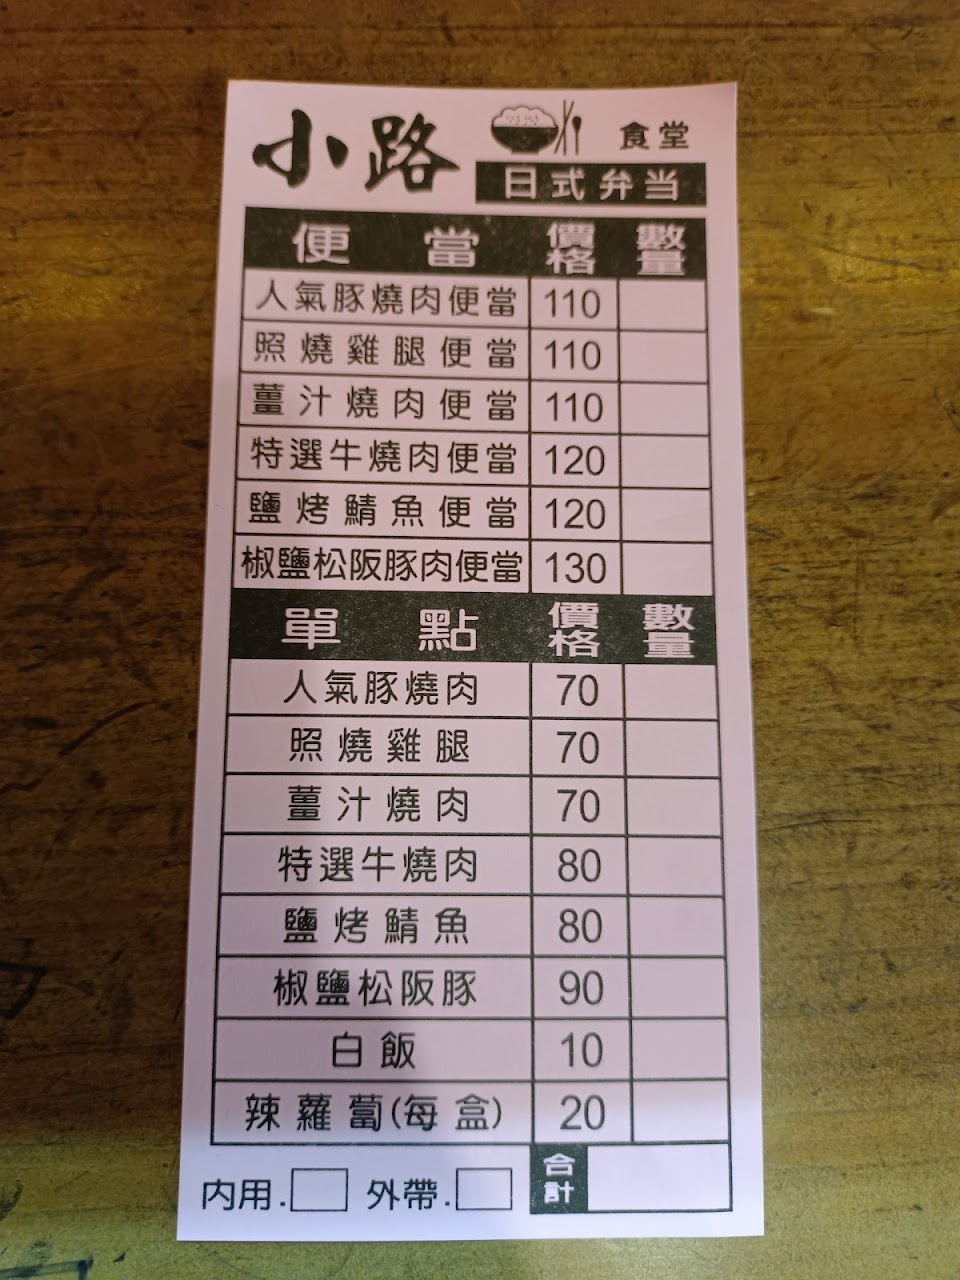 小路 食堂
日式弁当
便當 價格 數量
人氣豚燒肉便當 110
照燒雞腿便當 110
薑汁燒肉便當 110
特選牛燒肉便當 120
鹽烤鯖魚便當 120
椒鹽松阪豚肉便當 130
單點 價格 數量
人氣豚燒肉 70
照燒雞腿 70
薑汁燒肉 70
特選牛燒肉 80
鹽烤鯖魚 80
椒鹽松阪豚 90
白飯 10
辣蘿蔔(每盒) 20
內用. 外帶. 合計